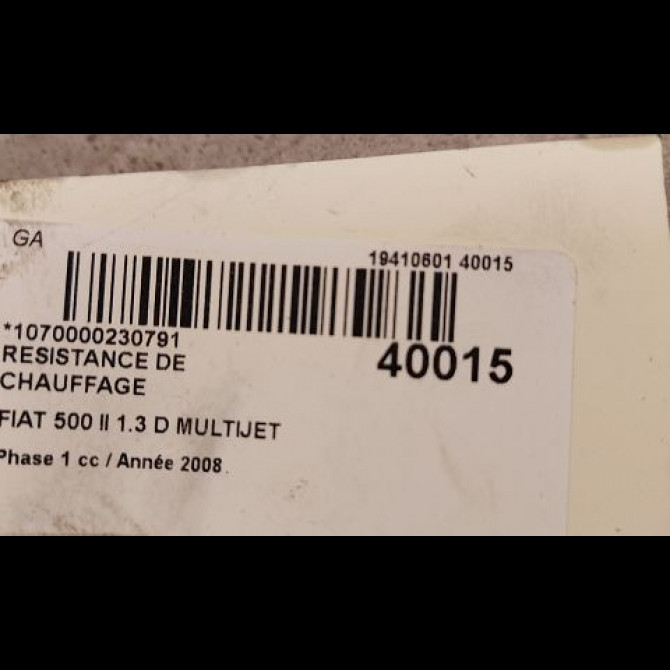 GA
19410601 40015
*1070000230791
40015
RESISTANCE DE
CHAUFFAGE
FIAT 500 II 1.3 D MULTIJET
Phase 1 cc / Année 2008